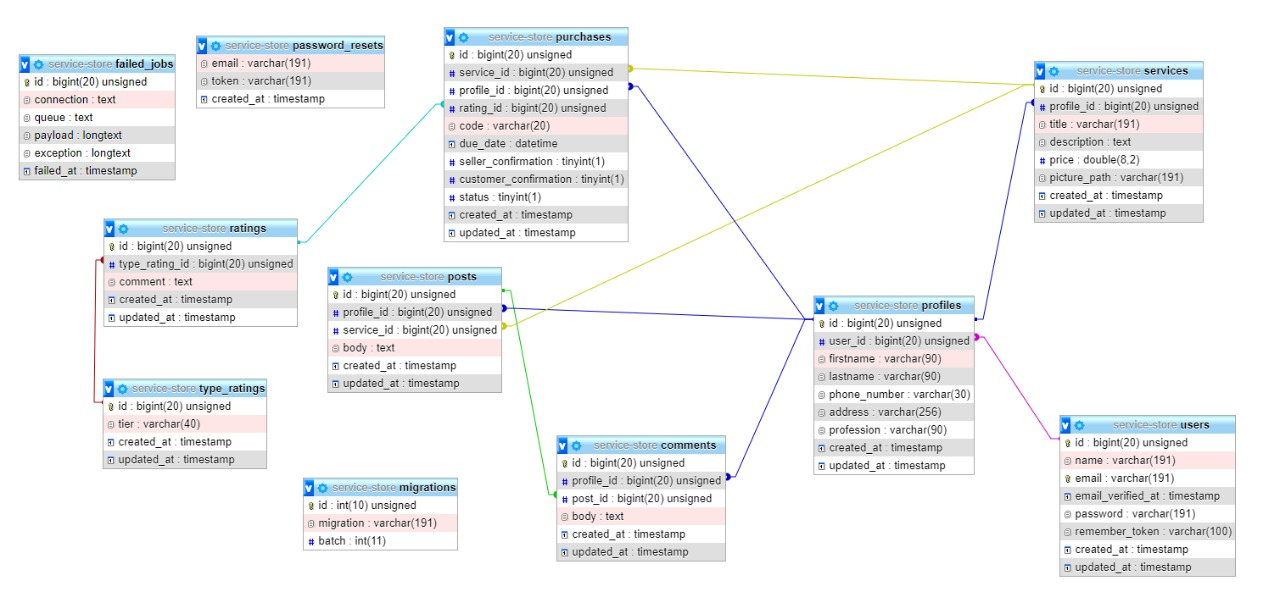 service-store failed_jobs
id : bigint(20) unsigned
connection : text
queue : text
payload : longtext
exception : longtext
failed_at : timestamp
service-store password_resets
email : varchar(191)
token : varchar(191)
created_at : timestamp
service-store purchases
id : bigint(20) unsigned
service_id : bigint(20) unsigned
profile_id : bigint(20) unsigned
rating_id : bigint(20) unsigned
code : varchar(20)
due_date : datetime
seller_confirmation : tinyint(1)
customer_confirmation : tinyint(1)
status : tinyint(1)
created_at : timestamp
updated_at : timestamp
service-store services
id : bigint(20) unsigned
profile_id : bigint(20) unsigned
title : varchar(191)
description : text
price : double(8,2)
picture_path : varchar(191)
created_at : timestamp
updated_at : timestamp
service-store ratings
id : bigint(20) unsigned
type_rating_id : bigint(20) unsigned
comment : text
created_at : timestamp
updated_at : timestamp
service-store posts
id : bigint(20) unsigned
profile_id : bigint(20) unsigned
service_id : bigint(20) unsigned
body : text
created_at : timestamp
updated_at : timestamp
service-store profiles
id : bigint(20) unsigned
user_id : bigint(20) unsigned
firstname : varchar(90)
lastname : varchar(90)
phone_number : varchar(30)
address : varchar(256)
profession : varchar(90)
created_at : timestamp
updated_at : timestamp
service-store type_ratings
id : bigint(20) unsigned
tier : varchar(40)
created_at : timestamp
updated_at : timestamp
service-store comments
id : bigint(20) unsigned
profile_id : bigint(20) unsigned
post_id : bigint(20) unsigned
body : text
created_at : timestamp
updated_at : timestamp
service-store users
id : bigint(20) unsigned
name : varchar(191)
email : varchar(191)
email_verified_at : timestamp
password : varchar(191)
remember_token : varchar(100)
created_at : timestamp
updated_at : timestamp
service-store migrations
id : int(10) unsigned
migration : varchar(191)
batch : int(11)